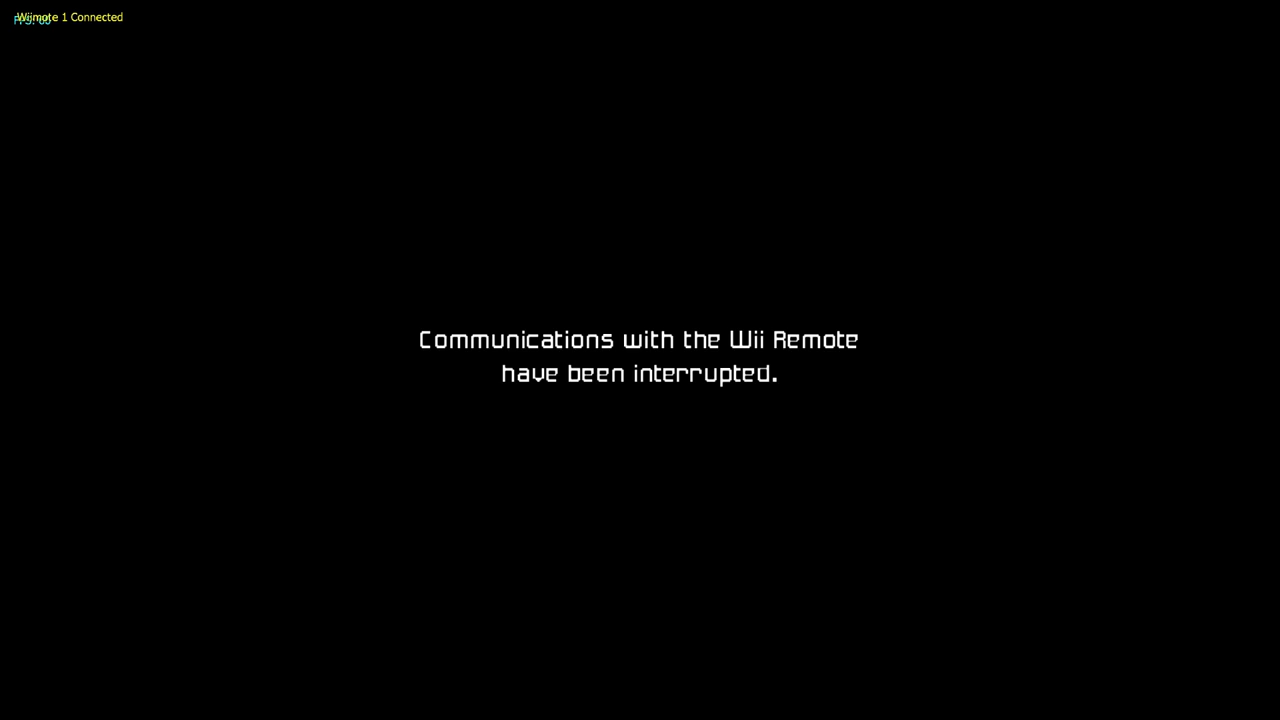 Wiimote 1 Connected
Communications with the Wii Remote
have been interrupted.